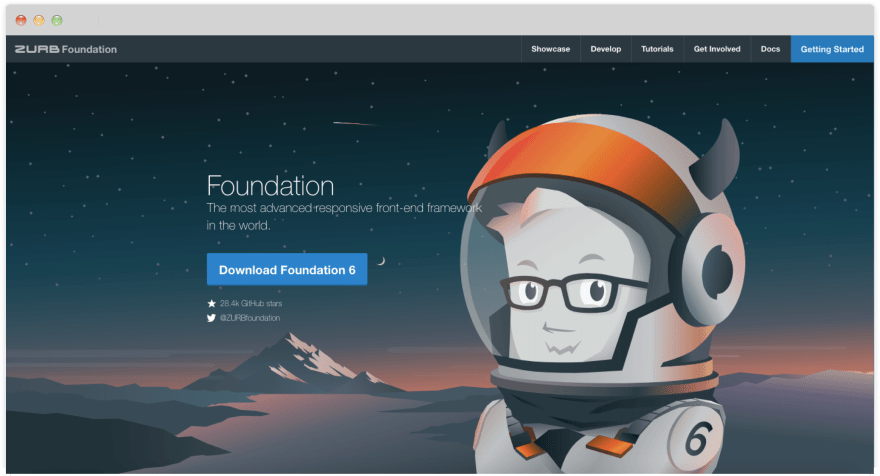 ZURB Foundation
Showcase
Develop
Tutorials
Get Involved
Docs
Getting Started
Foundation
The most advanced responsive front-end framework
in the world.
Download Foundation 6
28.4k GitHub stars
@ZURBfoundation
6